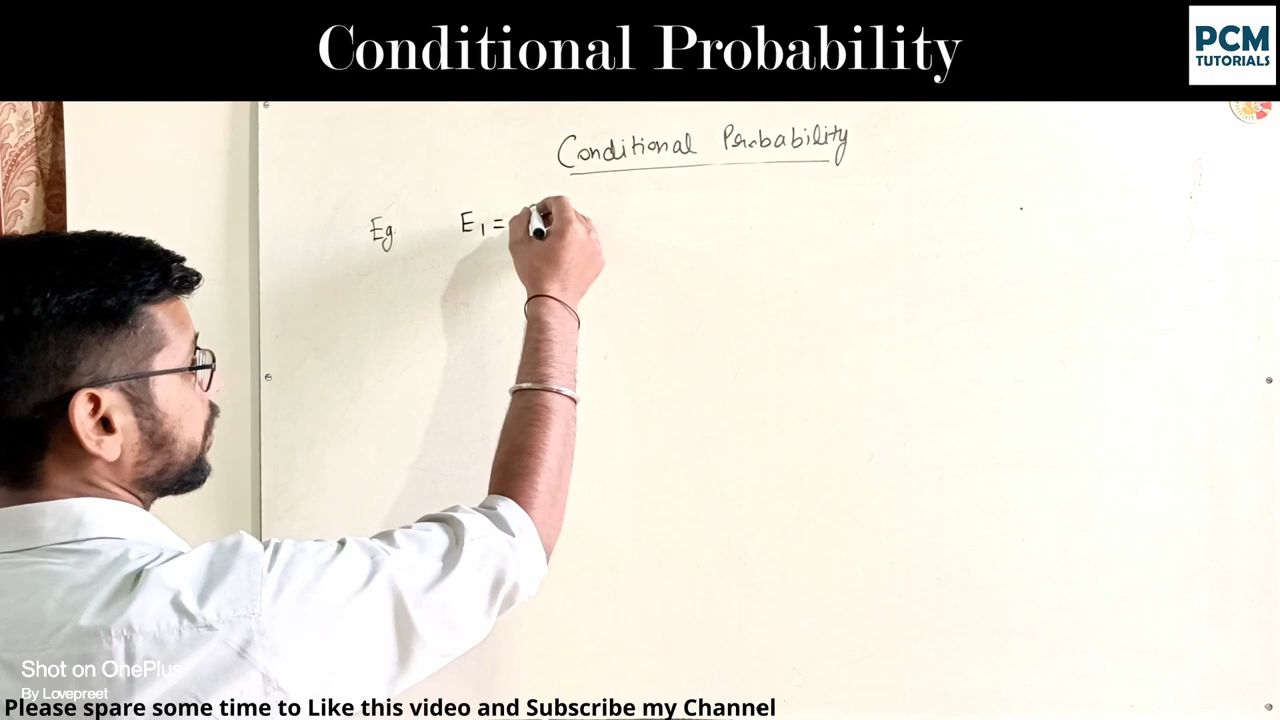 Conditional Probability
PCM
TUTORIALS
Conditional Probability
Eg. E₁ =
Shot on OnePlus
By Lovepreet
Please spare some time to Like this video and Subscribe my Channel